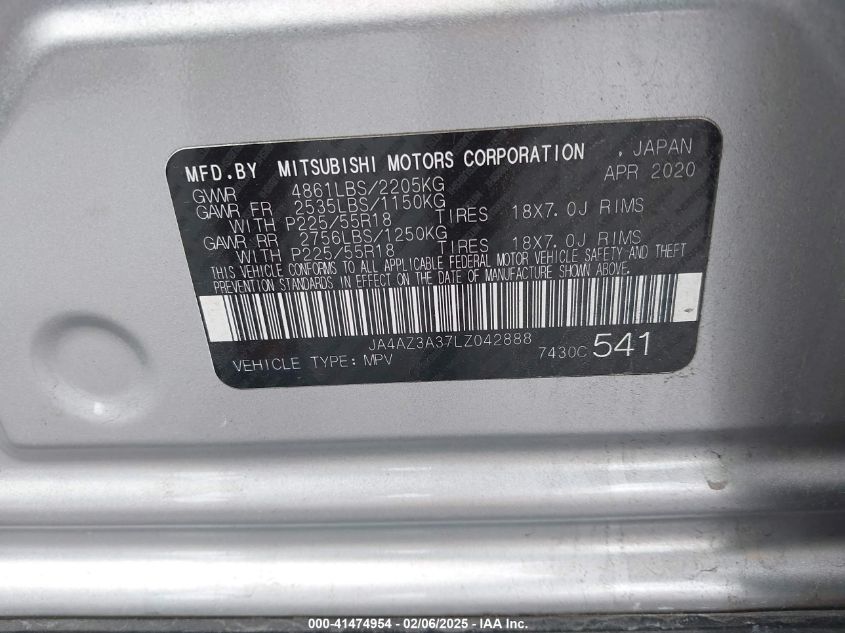 MFD.BY MITSUBISHI MOTORS CORPORATION , JAPAN
GVWR 4861LBS/2205KG APR 2020
GAWR FR 2535LBS/1150KG
WITH P225/55R18 TIRES 18X7.0J RIMS
GAWR RR 2756LBS/1250KG
WITH P225/55R18 TIRES 18X7.0J RIMS
THIS VEHICLE CONFORMS TO ALL APPLICABLE FEDERAL MOTOR VEHICLE SAFETY AND THEFT
PREVENTION STANDARDS IN EFFECT ON THE DATE OF MANUFACTURE SHOWN ABOVE.
JA4AZ3A37LZ042888
VEHICLE TYPE: MPV 7430C 541
000-41474954 - 02/06/2025 - © IAA Inc.